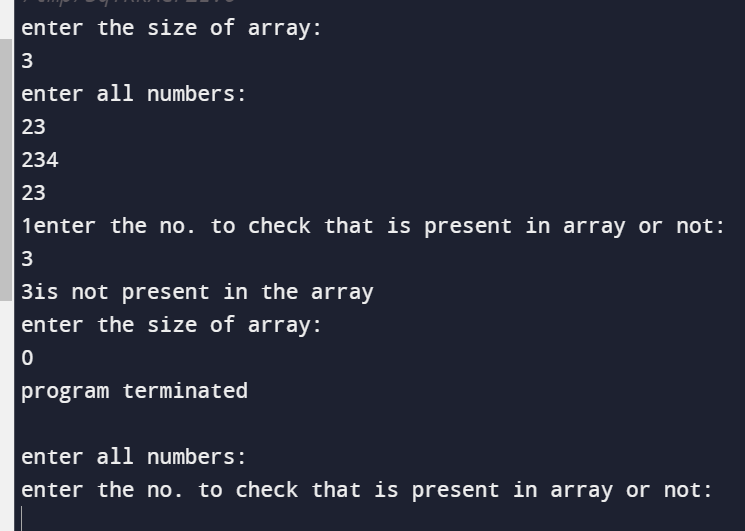 enter the size of array:
3
enter all numbers:
23
234
23
1enter the no. to check that is present in array or not:
3
3is not present in the array
enter the size of array:
0
program terminated
enter all numbers:
enter the no. to check that is present in array or not: